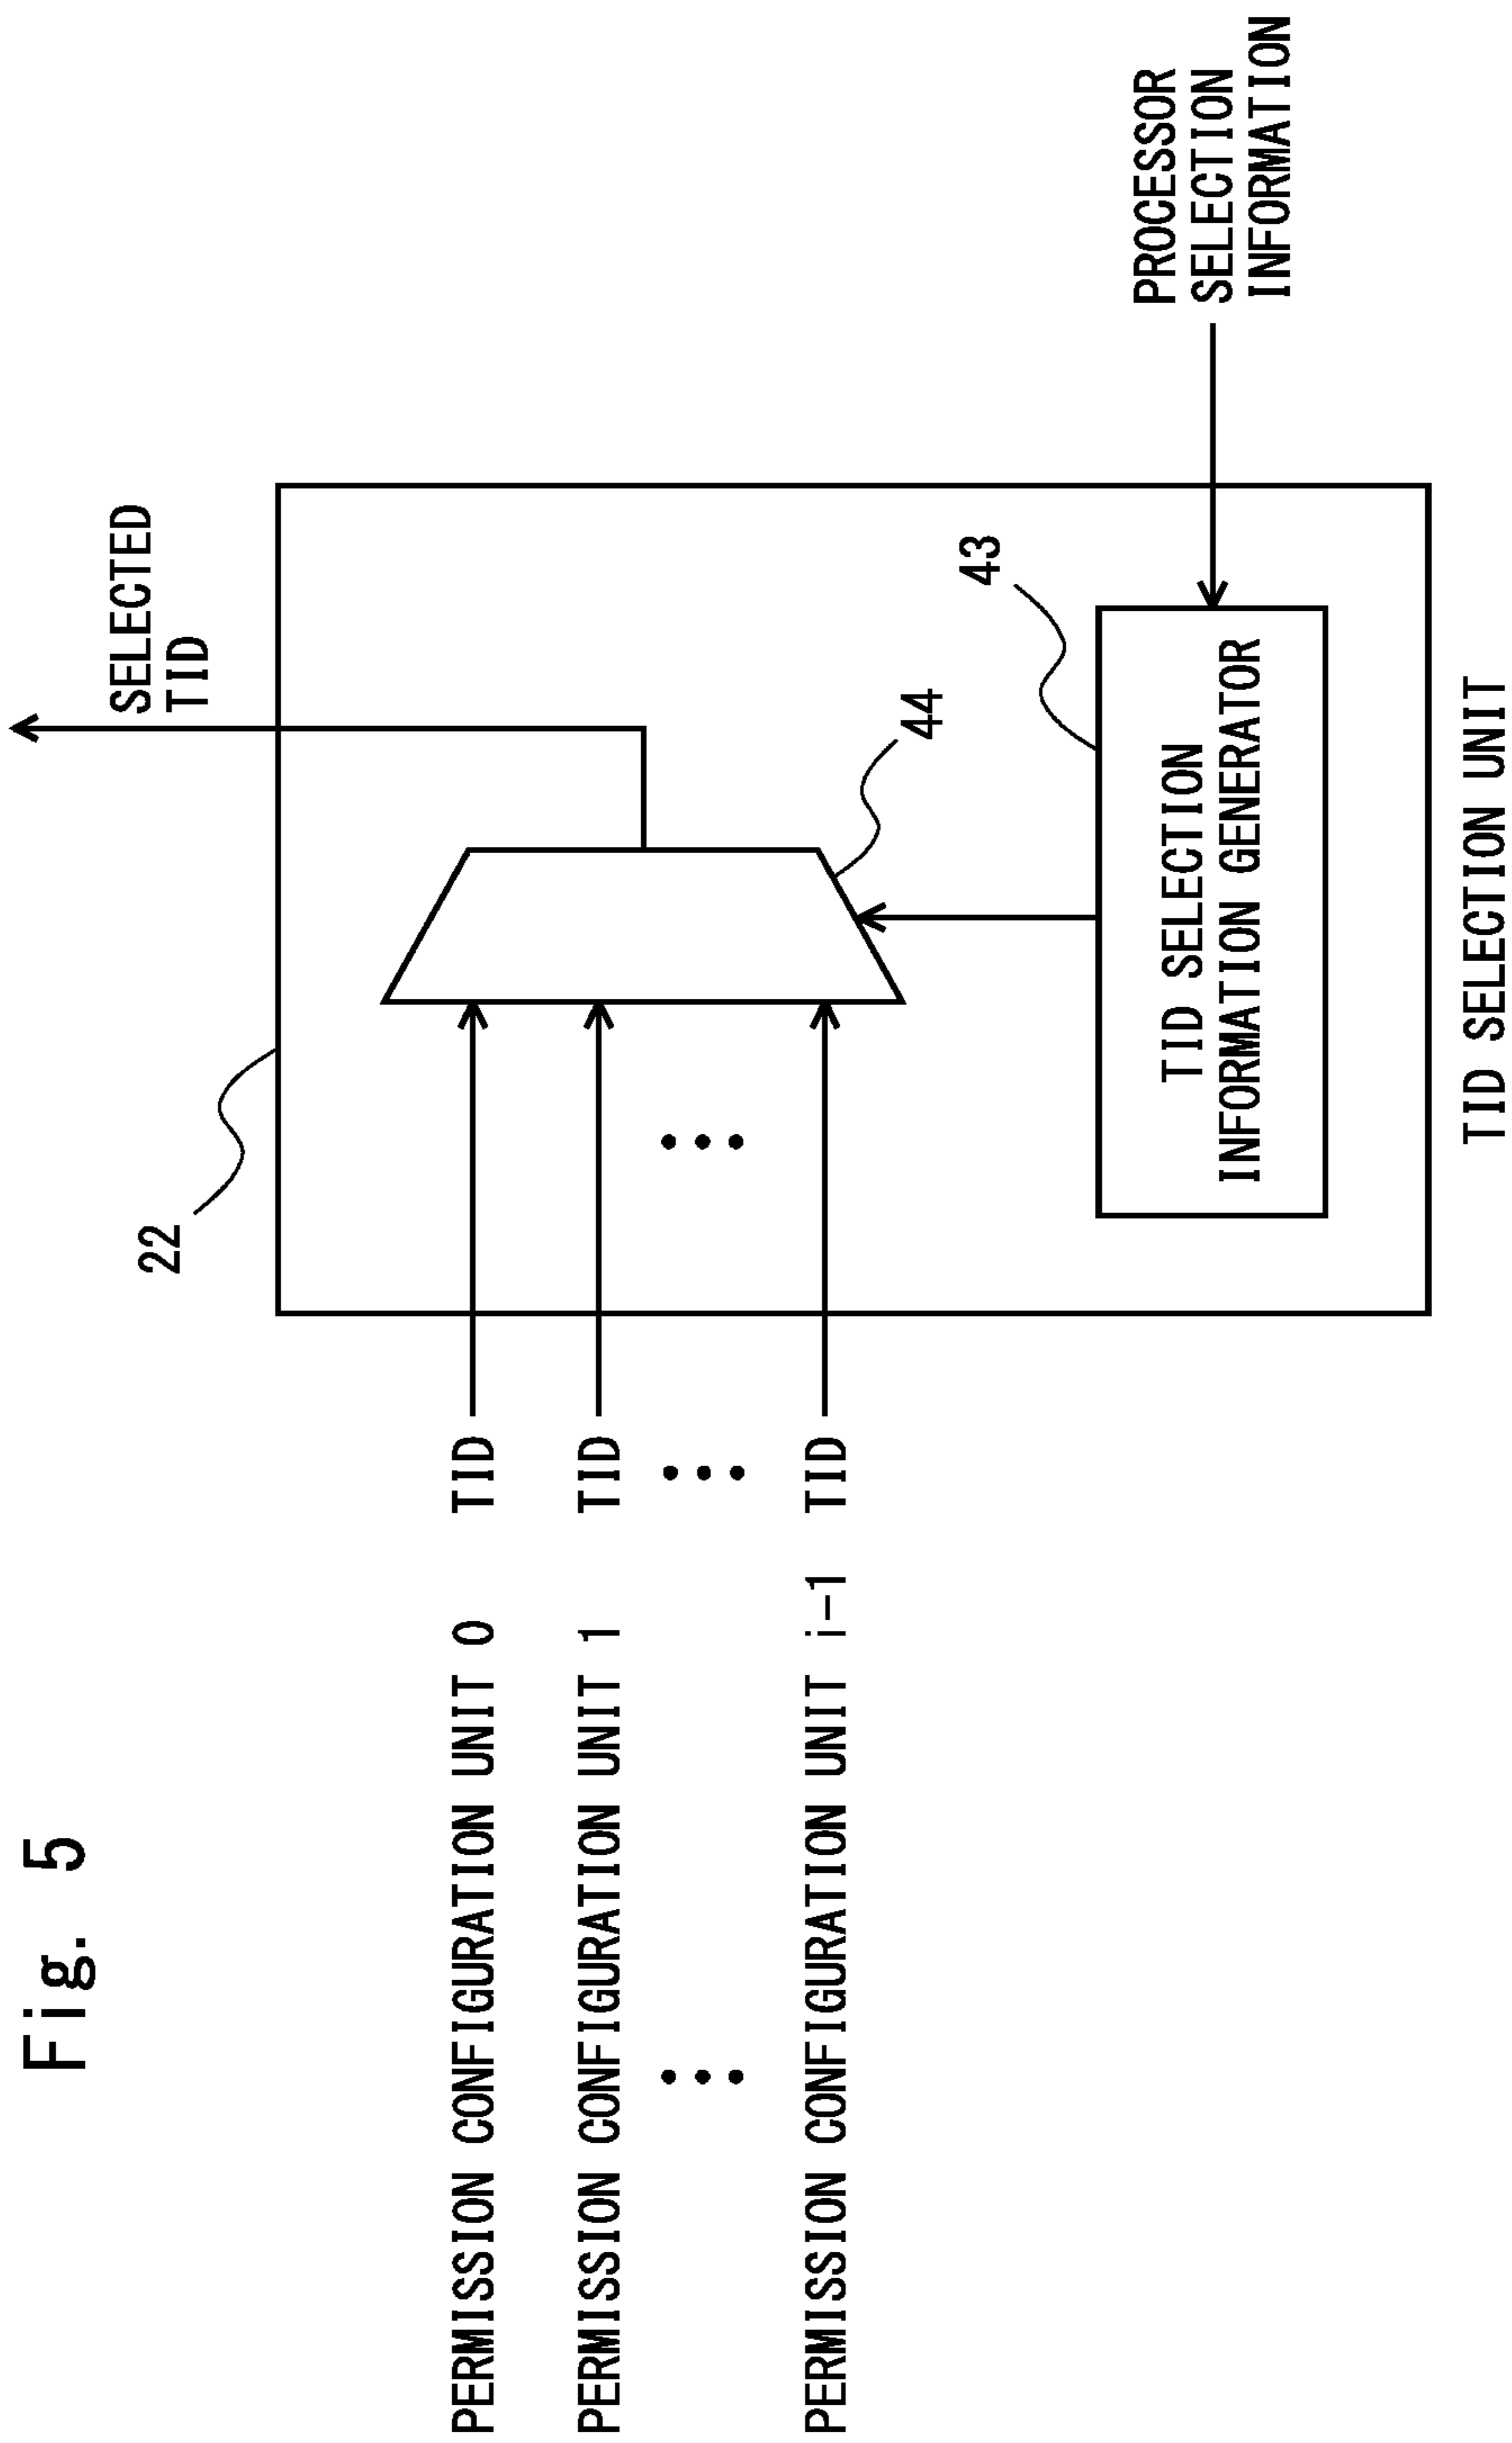 Fig. 5
SELECTED
TID
22
PERMISSION CONFIGURATION UNIT 0 TID
PERMISSION CONFIGURATION UNIT 1 TID
PERMISSION CONFIGURATION UNIT i-1 TID
44
43
TID SELECTION
INFORMATION GENERATOR
PROCESSOR
SELECTION
INFORMATION
TID SELECTION UNIT